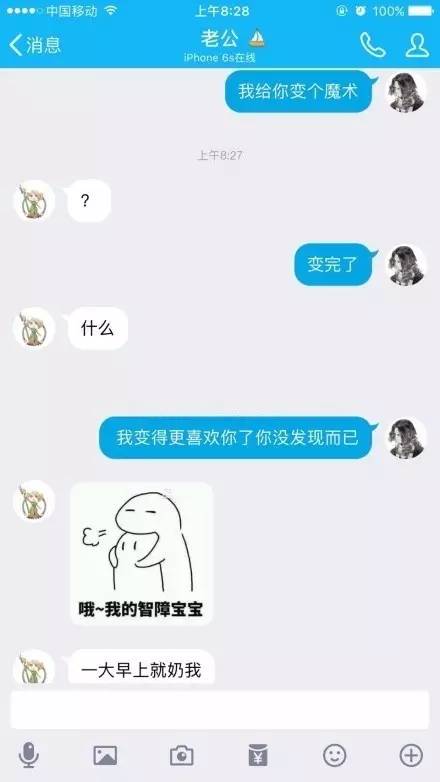 中国移动 上午8:28 100%
消息 老公
iPhone 6s在线
我给你变个魔术
上午8:27
?
变完了
什么
我变得更喜欢你了你没发现而已
哦~我的智障宝宝
一大早上就奶我
¥